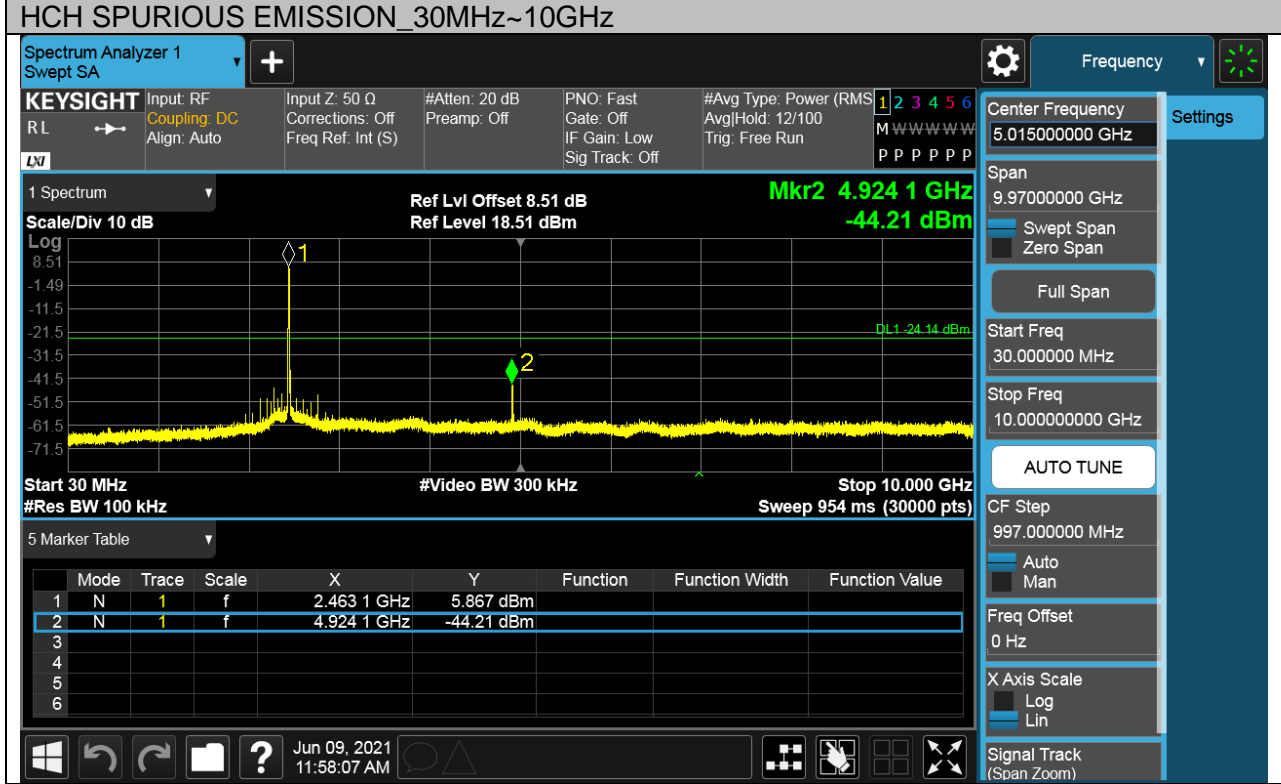 HCH SPURIOUS EMISSION_30MHz~10GHz
Spectrum Analyzer 1
Swept SA
+
Frequency
KEYSIGHT
RL
LXI
Input: RF
Coupling: DC
Align: Auto
Input Z: 50 Ω
Corrections: Off
Freq Ref: Int (S)
#Atten: 20 dB
Preamp: Off
PNO: Fast
Gate: Off
IF Gain: Low
Sig Track: Off
#Avg Type: Power (RMS
Avg|Hold: 12/100
Trig: Free Run
1 2 3 4 5 6
M W W W W W
P P P P P P
1 Spectrum
Scale/Div 10 dB
Ref Lvl Offset 8.51 dB
Ref Level 18.51 dBm
Mkr2 4.924 1 GHz
-44.21 dBm
Log
8.51
-1.49
-11.5
-21.5
-31.5
-41.5
-51.5
-61.5
-71.5
1
2
DL1 -24.14 dBm
Start 30 MHz
#Res BW 100 kHz
#Video BW 300 kHz
Stop 10.000 GHz
Sweep 954 ms (30000 pts)
5 Marker Table
Mode Trace Scale X Y Function Function Width Function Value
1 N 1 f 2.463 1 GHz 5.867 dBm
2 N 1 f 4.924 1 GHz -44.21 dBm
3
4
5
6
?
Jun 09, 2021
11:58:07 AM
Center Frequency
5.015000000 GHz
Settings
Span
9.97000000 GHz
Swept Span
Zero Span
Full Span
Start Freq
30.000000 MHz
Stop Freq
10.000000000 GHz
AUTO TUNE
CF Step
997.000000 MHz
Auto
Man
Freq Offset
0 Hz
X Axis Scale
Log
Lin
Signal Track
(Span Zoom)